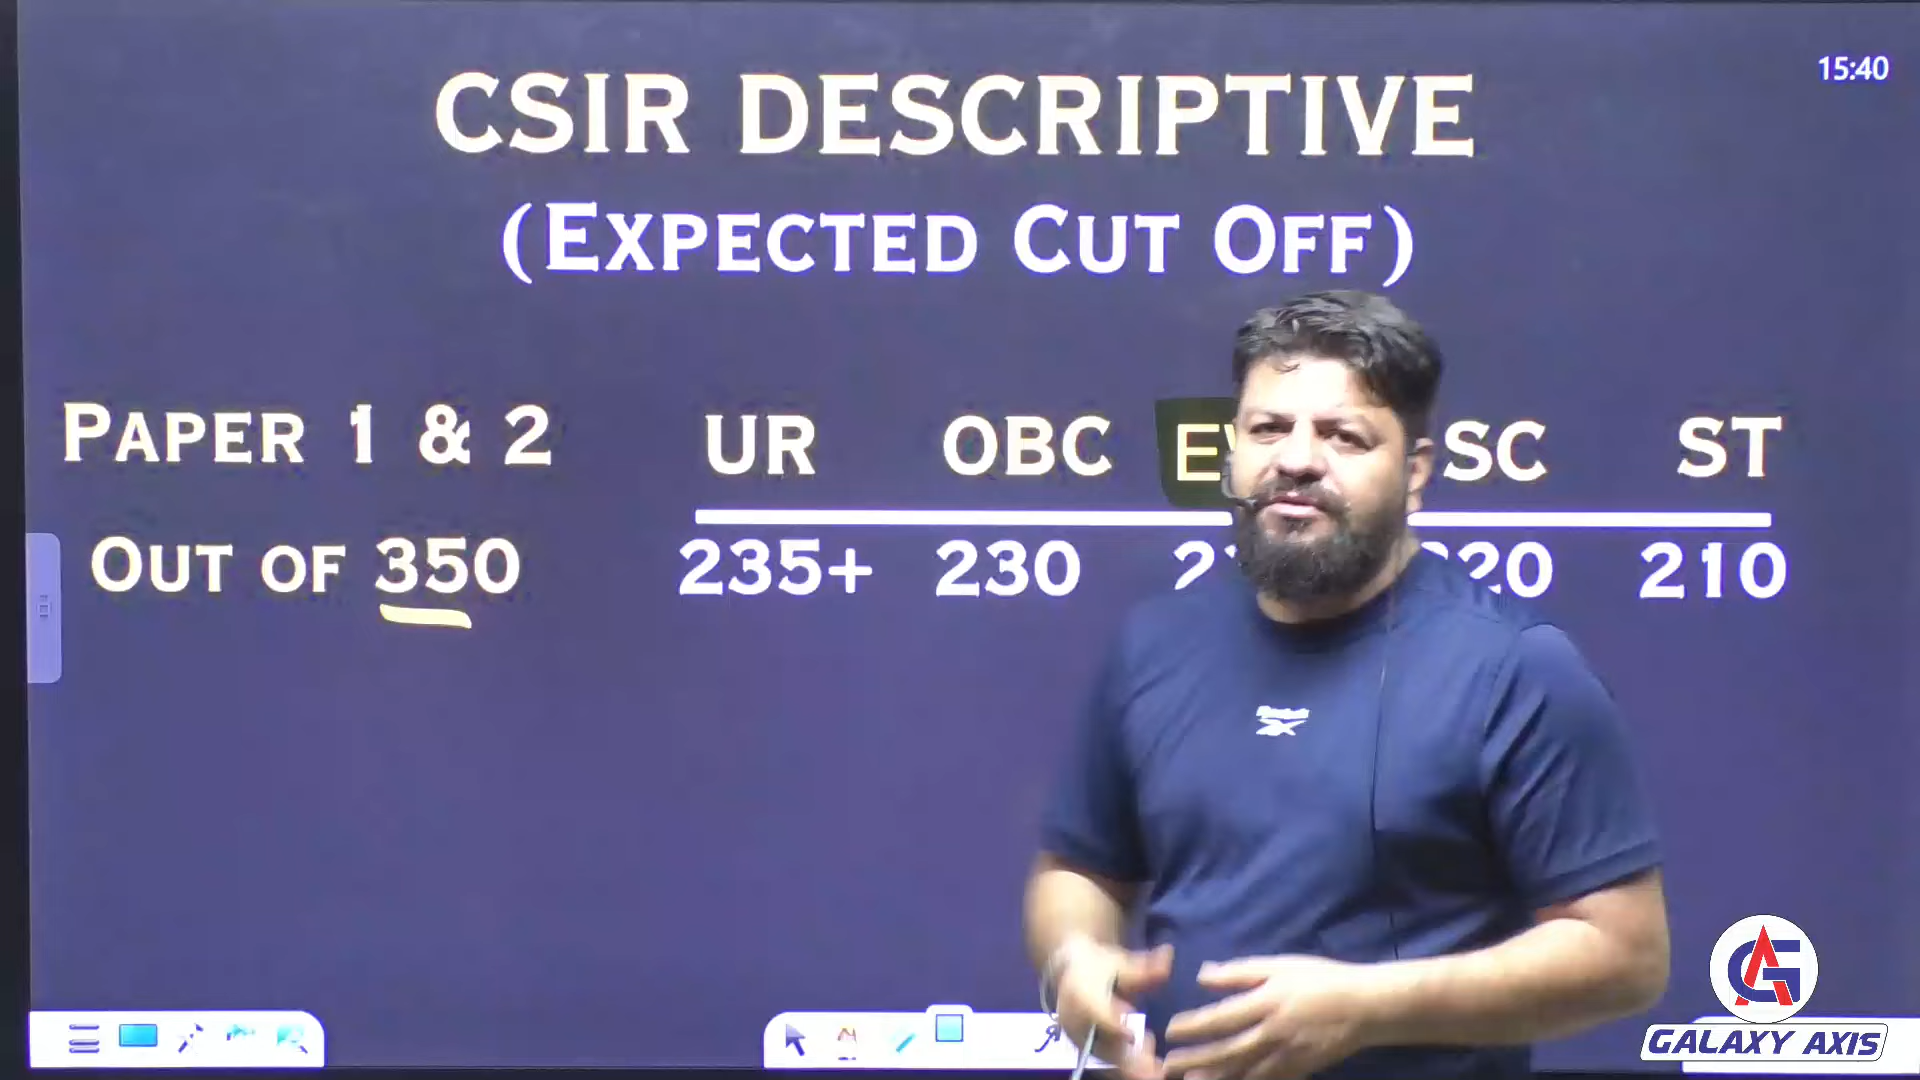 CSIR DESCRIPTIVE
15:40
(EXPECTED CUT OFF)
PAPER 1 & 2 UR OBC SC ST
OUT OF 350 235+ 230 210
Reebok
GALAXY AXIS